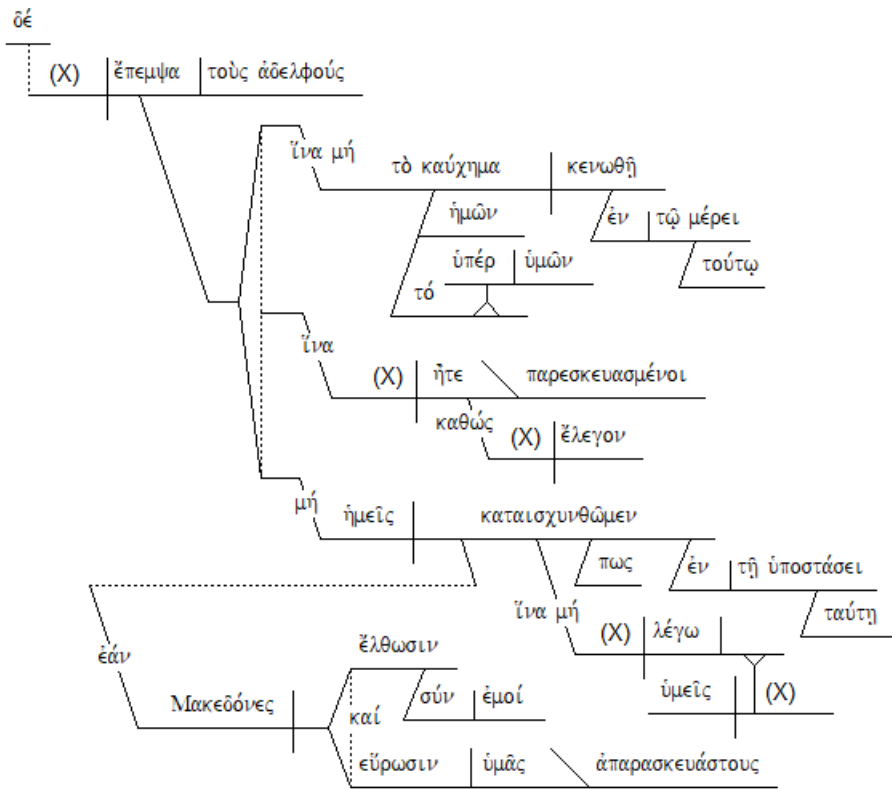 δέ
(X) ἔπεμψα τοὺς ἀδελφούς
ἵνα μή
τὸ καύχημα κενωθῇ
ἡμῶν ἐν τῷ μέρει
ὑπέρ ὑμῶν τούτῳ
τό
ἵνα
(X) ἦτε παρεσκευασμένοι
καθώς
(X) ἔλεγον
μή
ἡμεῖς καταισχυνθῶμεν
πως ἐν τῇ ὑποστάσει
ἵνα μή ταύτῃ
(X) λέγω
ἐάν ἔλθωσιν
ὑμεῖς (X)
Μακεδόνες καί σύν ἐμοί
εὕρωσιν ὑμᾶς ἀπαρασκευάστους